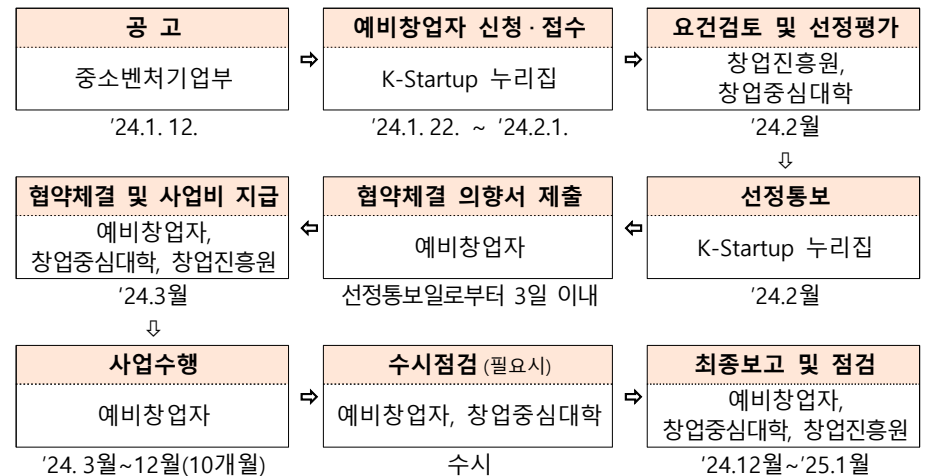 공 고
중소벤처기업부
'24.1. 12.
⇨
예비창업자 신청 · 접수
K-Startup 누리집
'24.1. 22. ~ '24.2.1.
⇨
요건검토 및 선정평가
창업진흥원,
창업중심대학
'24.2월
⇩
선정통보
K-Startup 누리집
'24.2월
⇦
협약체결 의향서 제출
예비창업자
선정통보일로부터 3일 이내
⇦
협약체결 및 사업비 지급
예비창업자,
창업중심대학, 창업진흥원
'24.3월
⇩
사업수행
예비창업자
'24. 3월~12월(10개월)
⇨
수시점검 (필요시)
예비창업자, 창업중심대학
수시
⇨
최종보고 및 점검
예비창업자,
창업중심대학, 창업진흥원
'24.12월~'25.1월